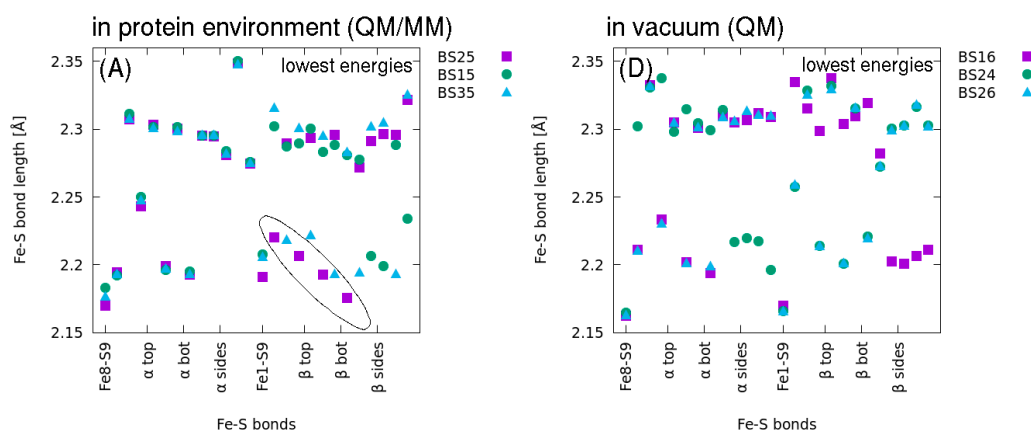 in protein environment (QM/MM)
(A)
lowest energies
BS25
BS15
BS35
2.35
2.3
2.25
2.2
2.15
Fe-S bond length [Å]
Fe8-S9
α top
α bot
α sides
Fe1-S9
β top
β bot
β sides
Fe-S bonds
in vacuum (QM)
(D)
lowest energies
BS16
BS24
BS26
2.35
2.3
2.25
2.2
2.15
Fe-S bond length [Å]
Fe8-S9
α top
α bot
α sides
Fe1-S9
β top
β bot
β sides
Fe-S bonds